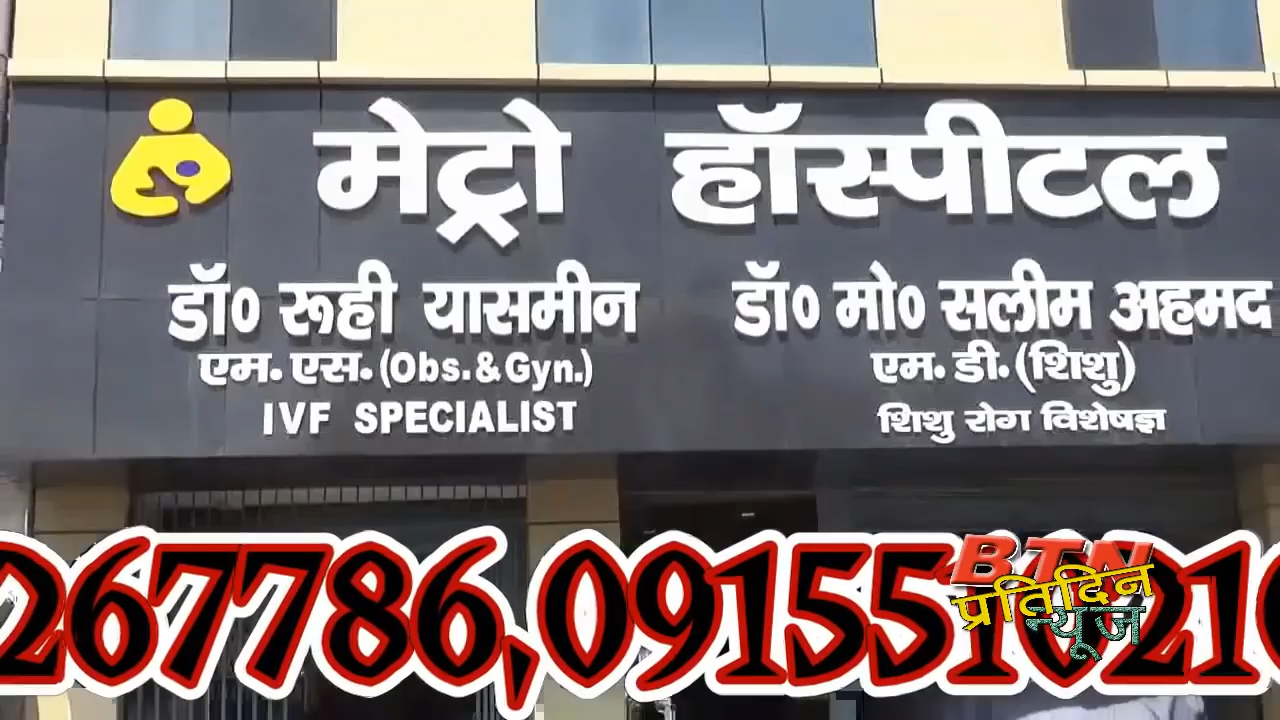 मेट्रो हॉस्पीटल
डॉ० रूही यासमीन
एम. एस. (Obs. & Gyn.)
IVF SPECIALIST
डॉ० मो० सलीम अहमद
एम. डी. (शिशु)
शिशु रोग विशेषज्ञ
267786,0915510210
BTN
प्रतिदिन
न्यूज